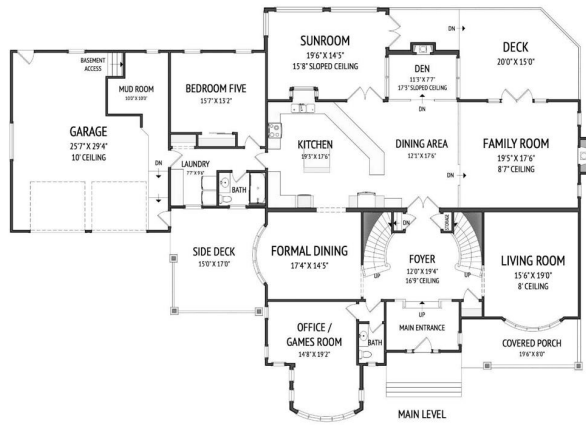 SUNROOM
19'6" X 14'5"
15'8" SLOPED CEILING
DN
DECK
20'0" X 15'0"
DEN
11'3" X 7'7"
17'5" SLOPED CEILING
DN
BASEMENT
ACCESS
MUD ROOM
BEDROOM FIVE
15'7" X 13'2"
GARAGE
25'7" X 29'4"
10' CEILING
DN
LAUNDRY
7'7" X 9'8"
BATH
KITCHEN
19'3" X 17'6"
DINING AREA
12'1" X 17'6"
DN
FAMILY ROOM
19'5" X 17'6"
8'7" CEILING
SIDE DECK
15'0" X 17'0"
FORMAL DINING
17'4" X 14'5"
DN
STORAGE
FOYER
12'0" X 19'4"
16'9" CEILING
UP
UP
LIVING ROOM
15'6" X 19'0"
8' CEILING
UP
OFFICE /
GAMES ROOM
14'8" X 19'2"
BATH
MAIN ENTRANCE
COVERED PORCH
19'6" X 8'0"
MAIN LEVEL